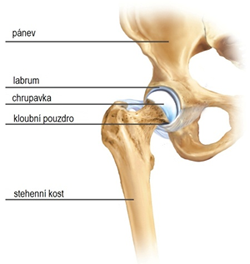 pánev
labrum
chrupavka
kloubní pouzdro
stehenní kost